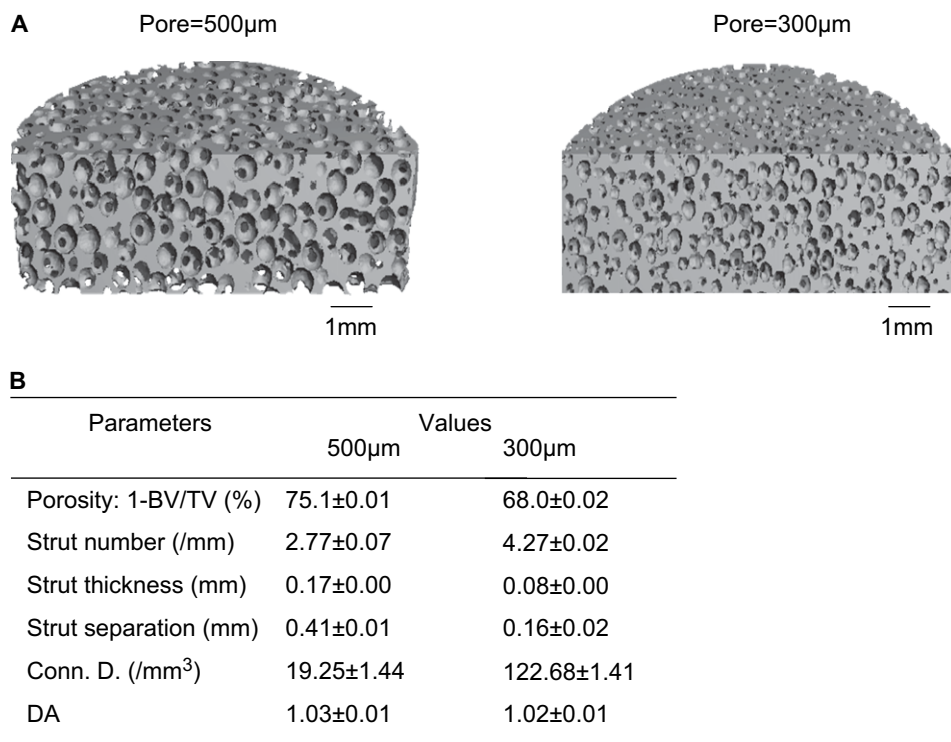 A
Pore=500μm
Pore=300μm
1mm
1mm
B
Parameters Values
500μm 300μm
Porosity: 1-BV/TV (%) 75.1±0.01 68.0±0.02
Strut number (/mm) 2.77±0.07 4.27±0.02
Strut thickness (mm) 0.17±0.00 0.08±0.00
Strut separation (mm) 0.41±0.01 0.16±0.02
Conn. D. (/mm³) 19.25±1.44 122.68±1.41
DA 1.03±0.01 1.02±0.01